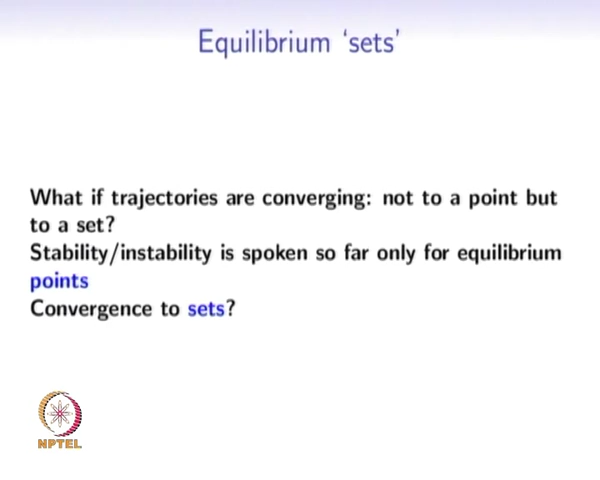 Equilibrium ‘sets’
What if trajectories are converging: not to a point but
to a set?
Stability/instability is spoken so far only for equilibrium
points
Convergence to sets?
NPTEL